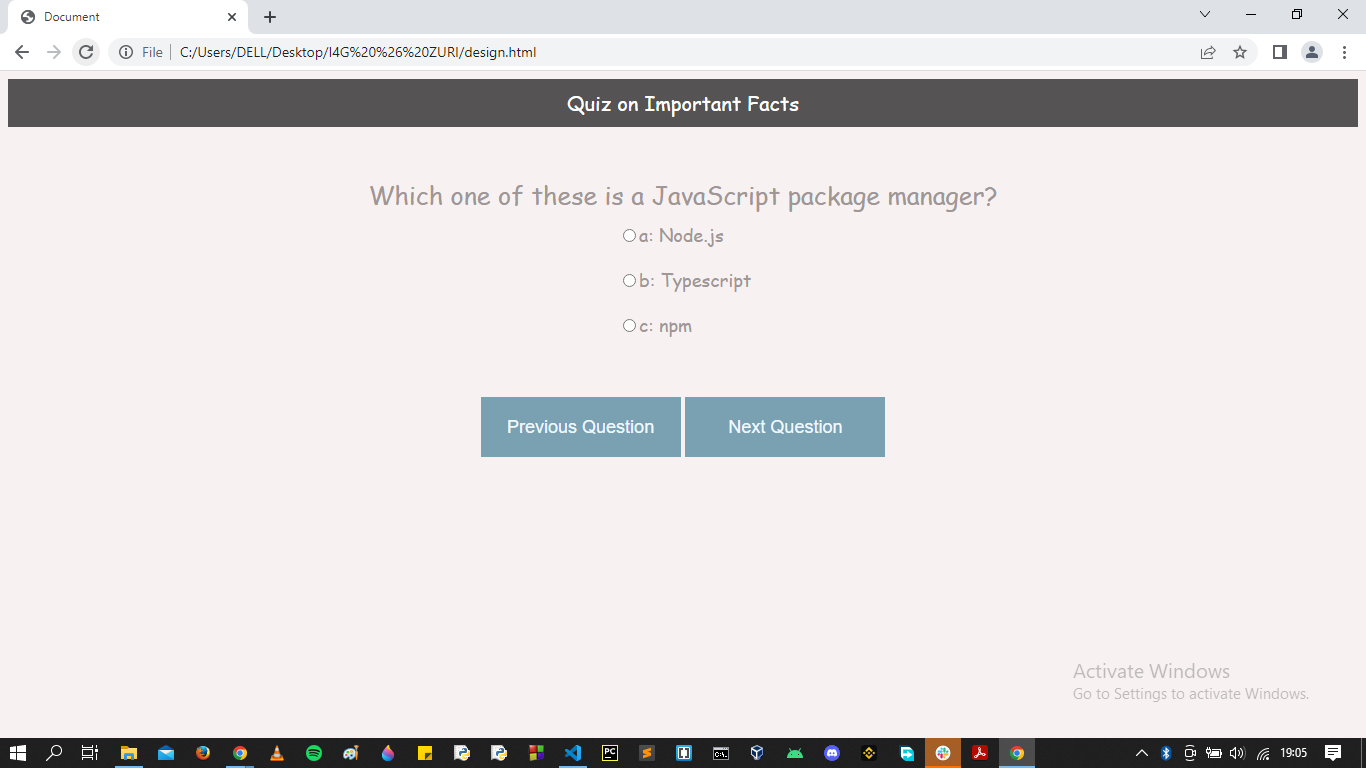 Document
File
C:/Users/DELL/Desktop/I4G%20%26%20ZURI/design.html
Quiz on Important Facts
Which one of these is a JavaScript package manager?
a: Node.js
b: Typescript
c: npm
Previous Question
Next Question
Activate Windows
Go to Settings to activate Windows.
PC
C:\.
19:05